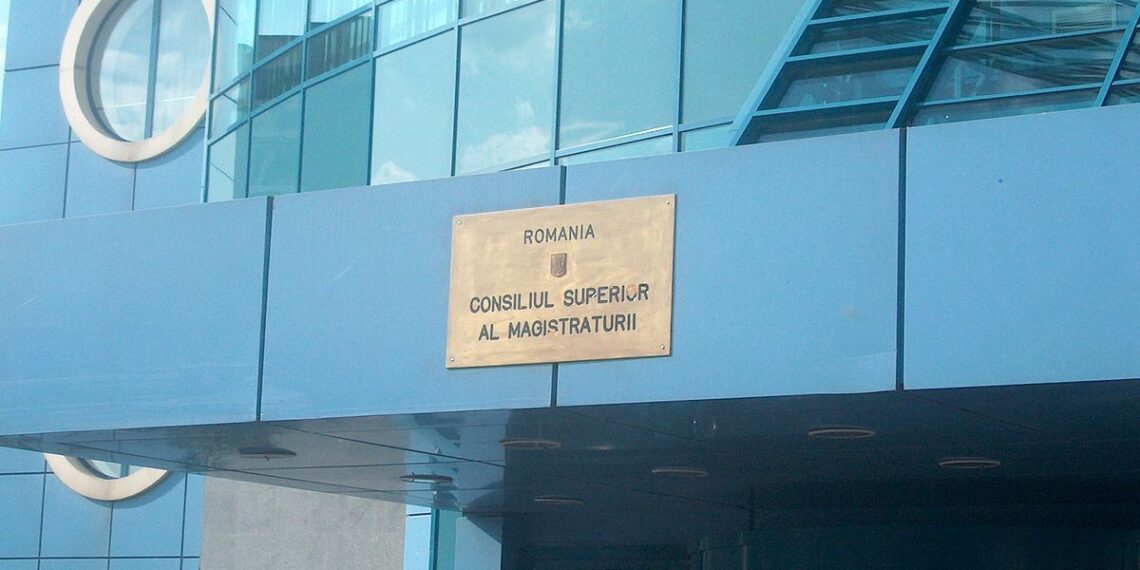 ROMANIA
CONSILIUL SUPERIOR
AL MAGISTRATURII